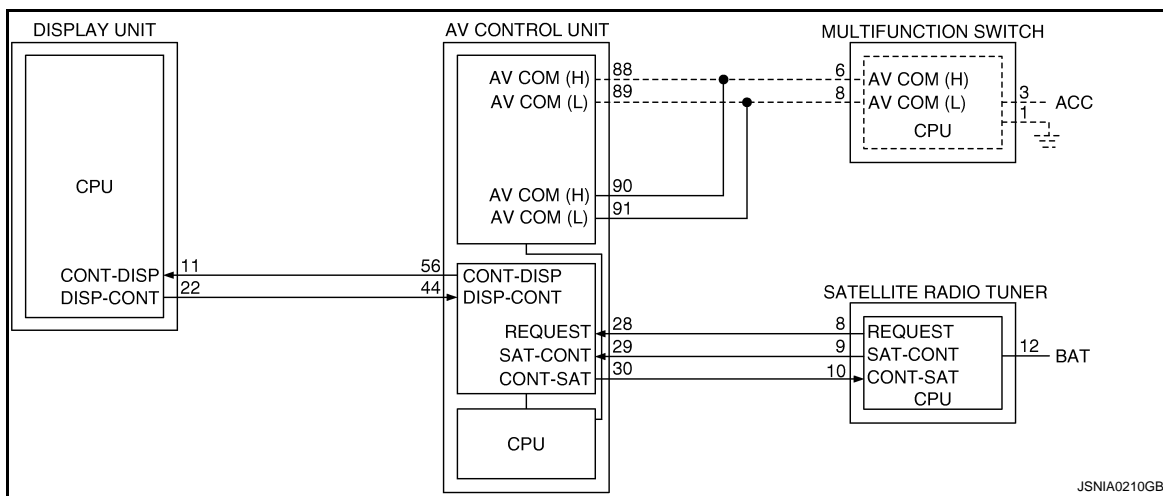 DISPLAY UNIT
AV CONTROL UNIT
MULTIFUNCTION SWITCH
CPU
CONT-DISP 11
DISP-CONT 22
AV COM (H) 88
AV COM (L) 89
AV COM (H) 90
AV COM (L) 91
56 CONT-DISP
44 DISP-CONT
REQUEST 28
SAT-CONT 29
CONT-SAT 30
CPU
6 AV COM (H)
8 AV COM (L)
CPU
3 ACC
1
SATELLITE RADIO TUNER
8 REQUEST
9 SAT-CONT
10 CONT-SAT
CPU
12 BAT
JSNIA0210GB